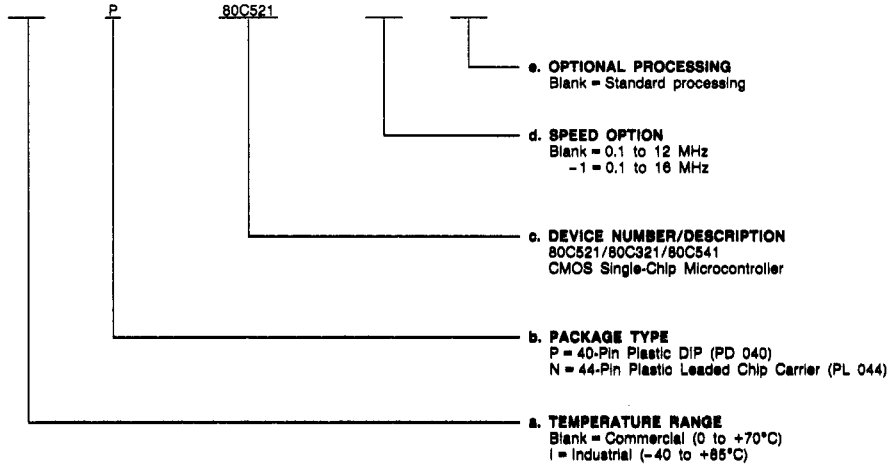 P 80C521
e. OPTIONAL PROCESSING
Blank = Standard processing
d. SPEED OPTION
Blank = 0.1 to 12 MHz
-1 = 0.1 to 16 MHz
c. DEVICE NUMBER/DESCRIPTION
80C521/80C321/80C541
CMOS Single-Chip Microcontroller
b. PACKAGE TYPE
P = 40-Pin Plastic DIP (PD 040)
N = 44-Pin Plastic Leaded Chip Carrier (PL 044)
a. TEMPERATURE RANGE
Blank = Commercial (0 to +70°C)
I = Industrial (-40 to +85°C)